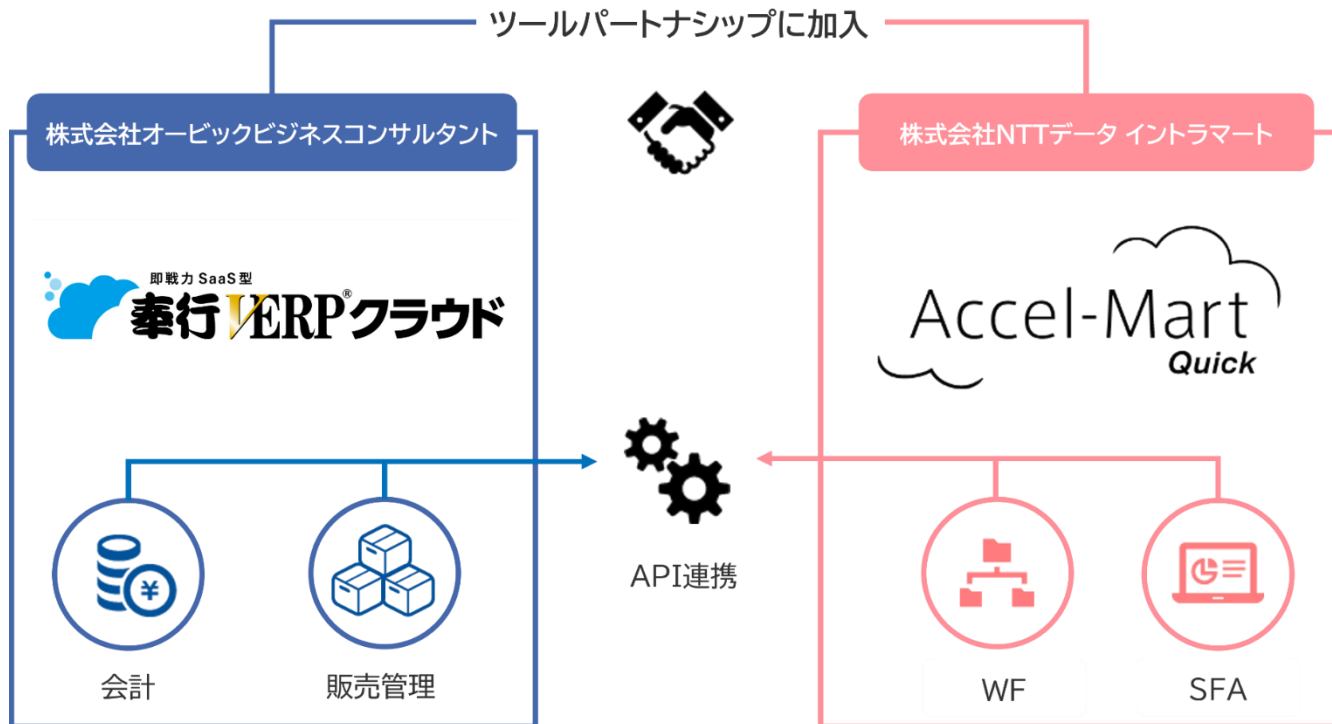 ツールパートナシップに加入
株式会社オービックビジネスコンサルタント
株式会社NTTデータ イントラマート
即戦力 SaaS型
奉行VERP®クラウド
Accel-Mart
Quick
¥
API連携
会計
販売管理
WF
SFA